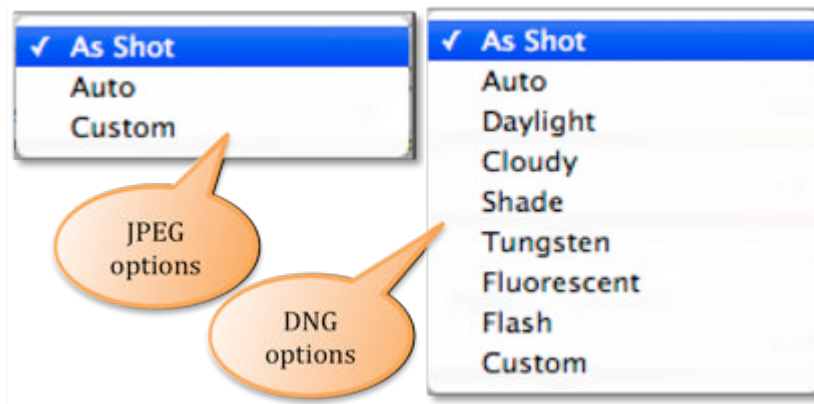 ✓ As Shot
Auto
Custom
JPEG
options
✓ As Shot
Auto
Daylight
Cloudy
Shade
Tungsten
Fluorescent
Flash
Custom
DNG
options